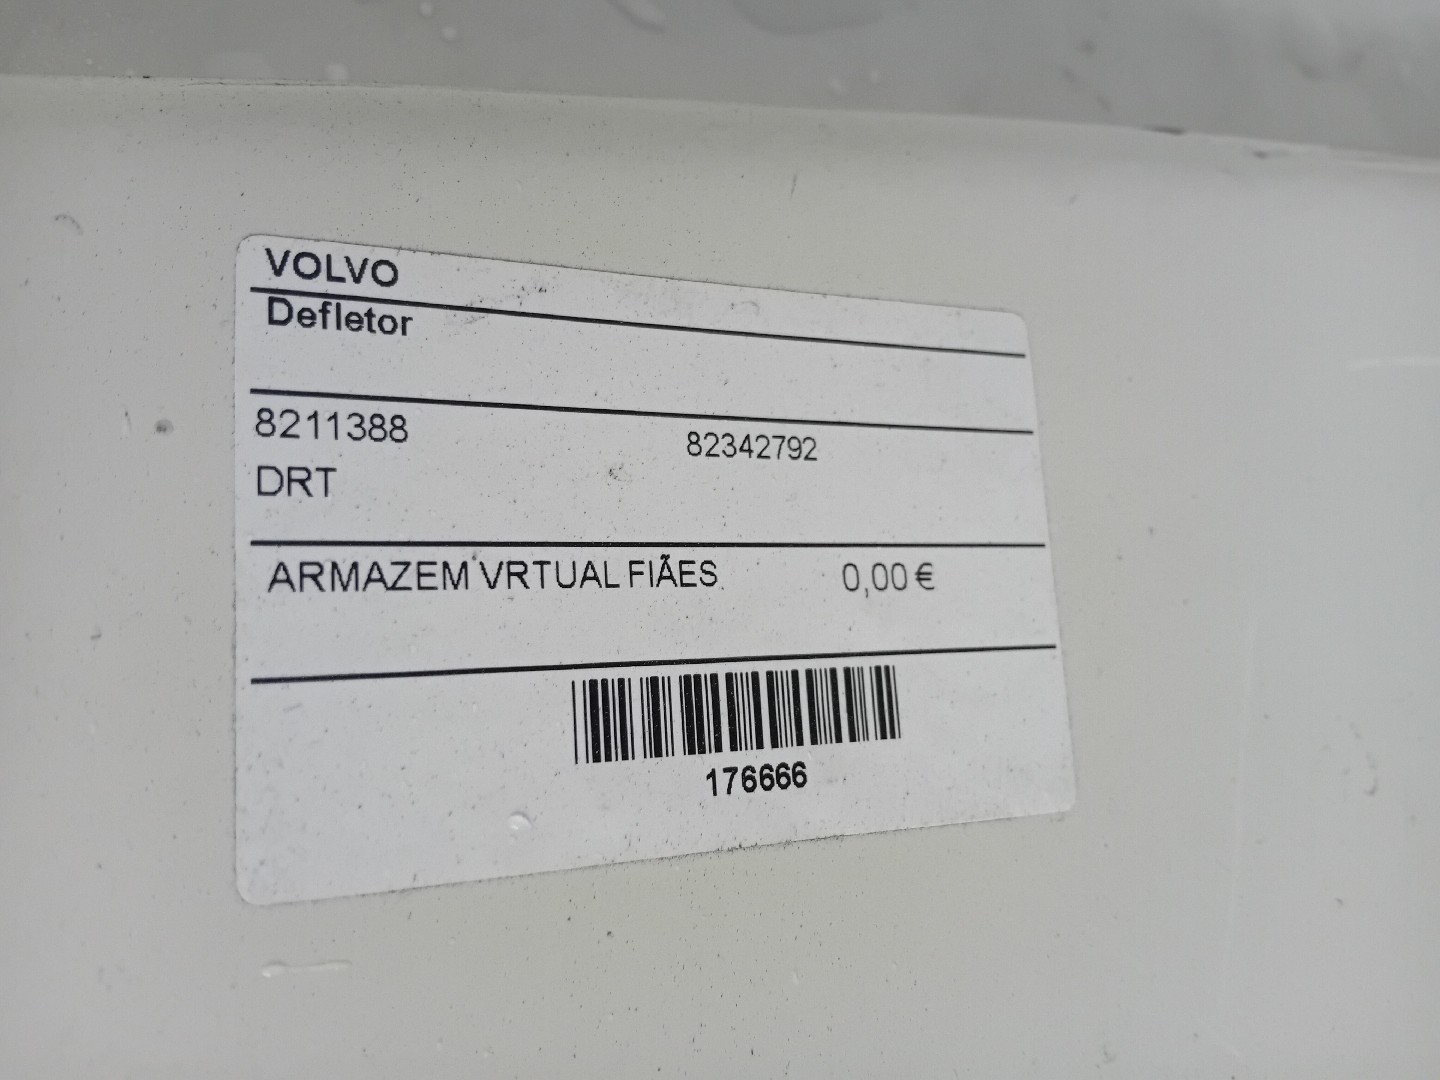 VOLVO
Defletor
8211388 82342792
DRT
ARMAZEM VRTUAL FIÃES 0,00 €
176666